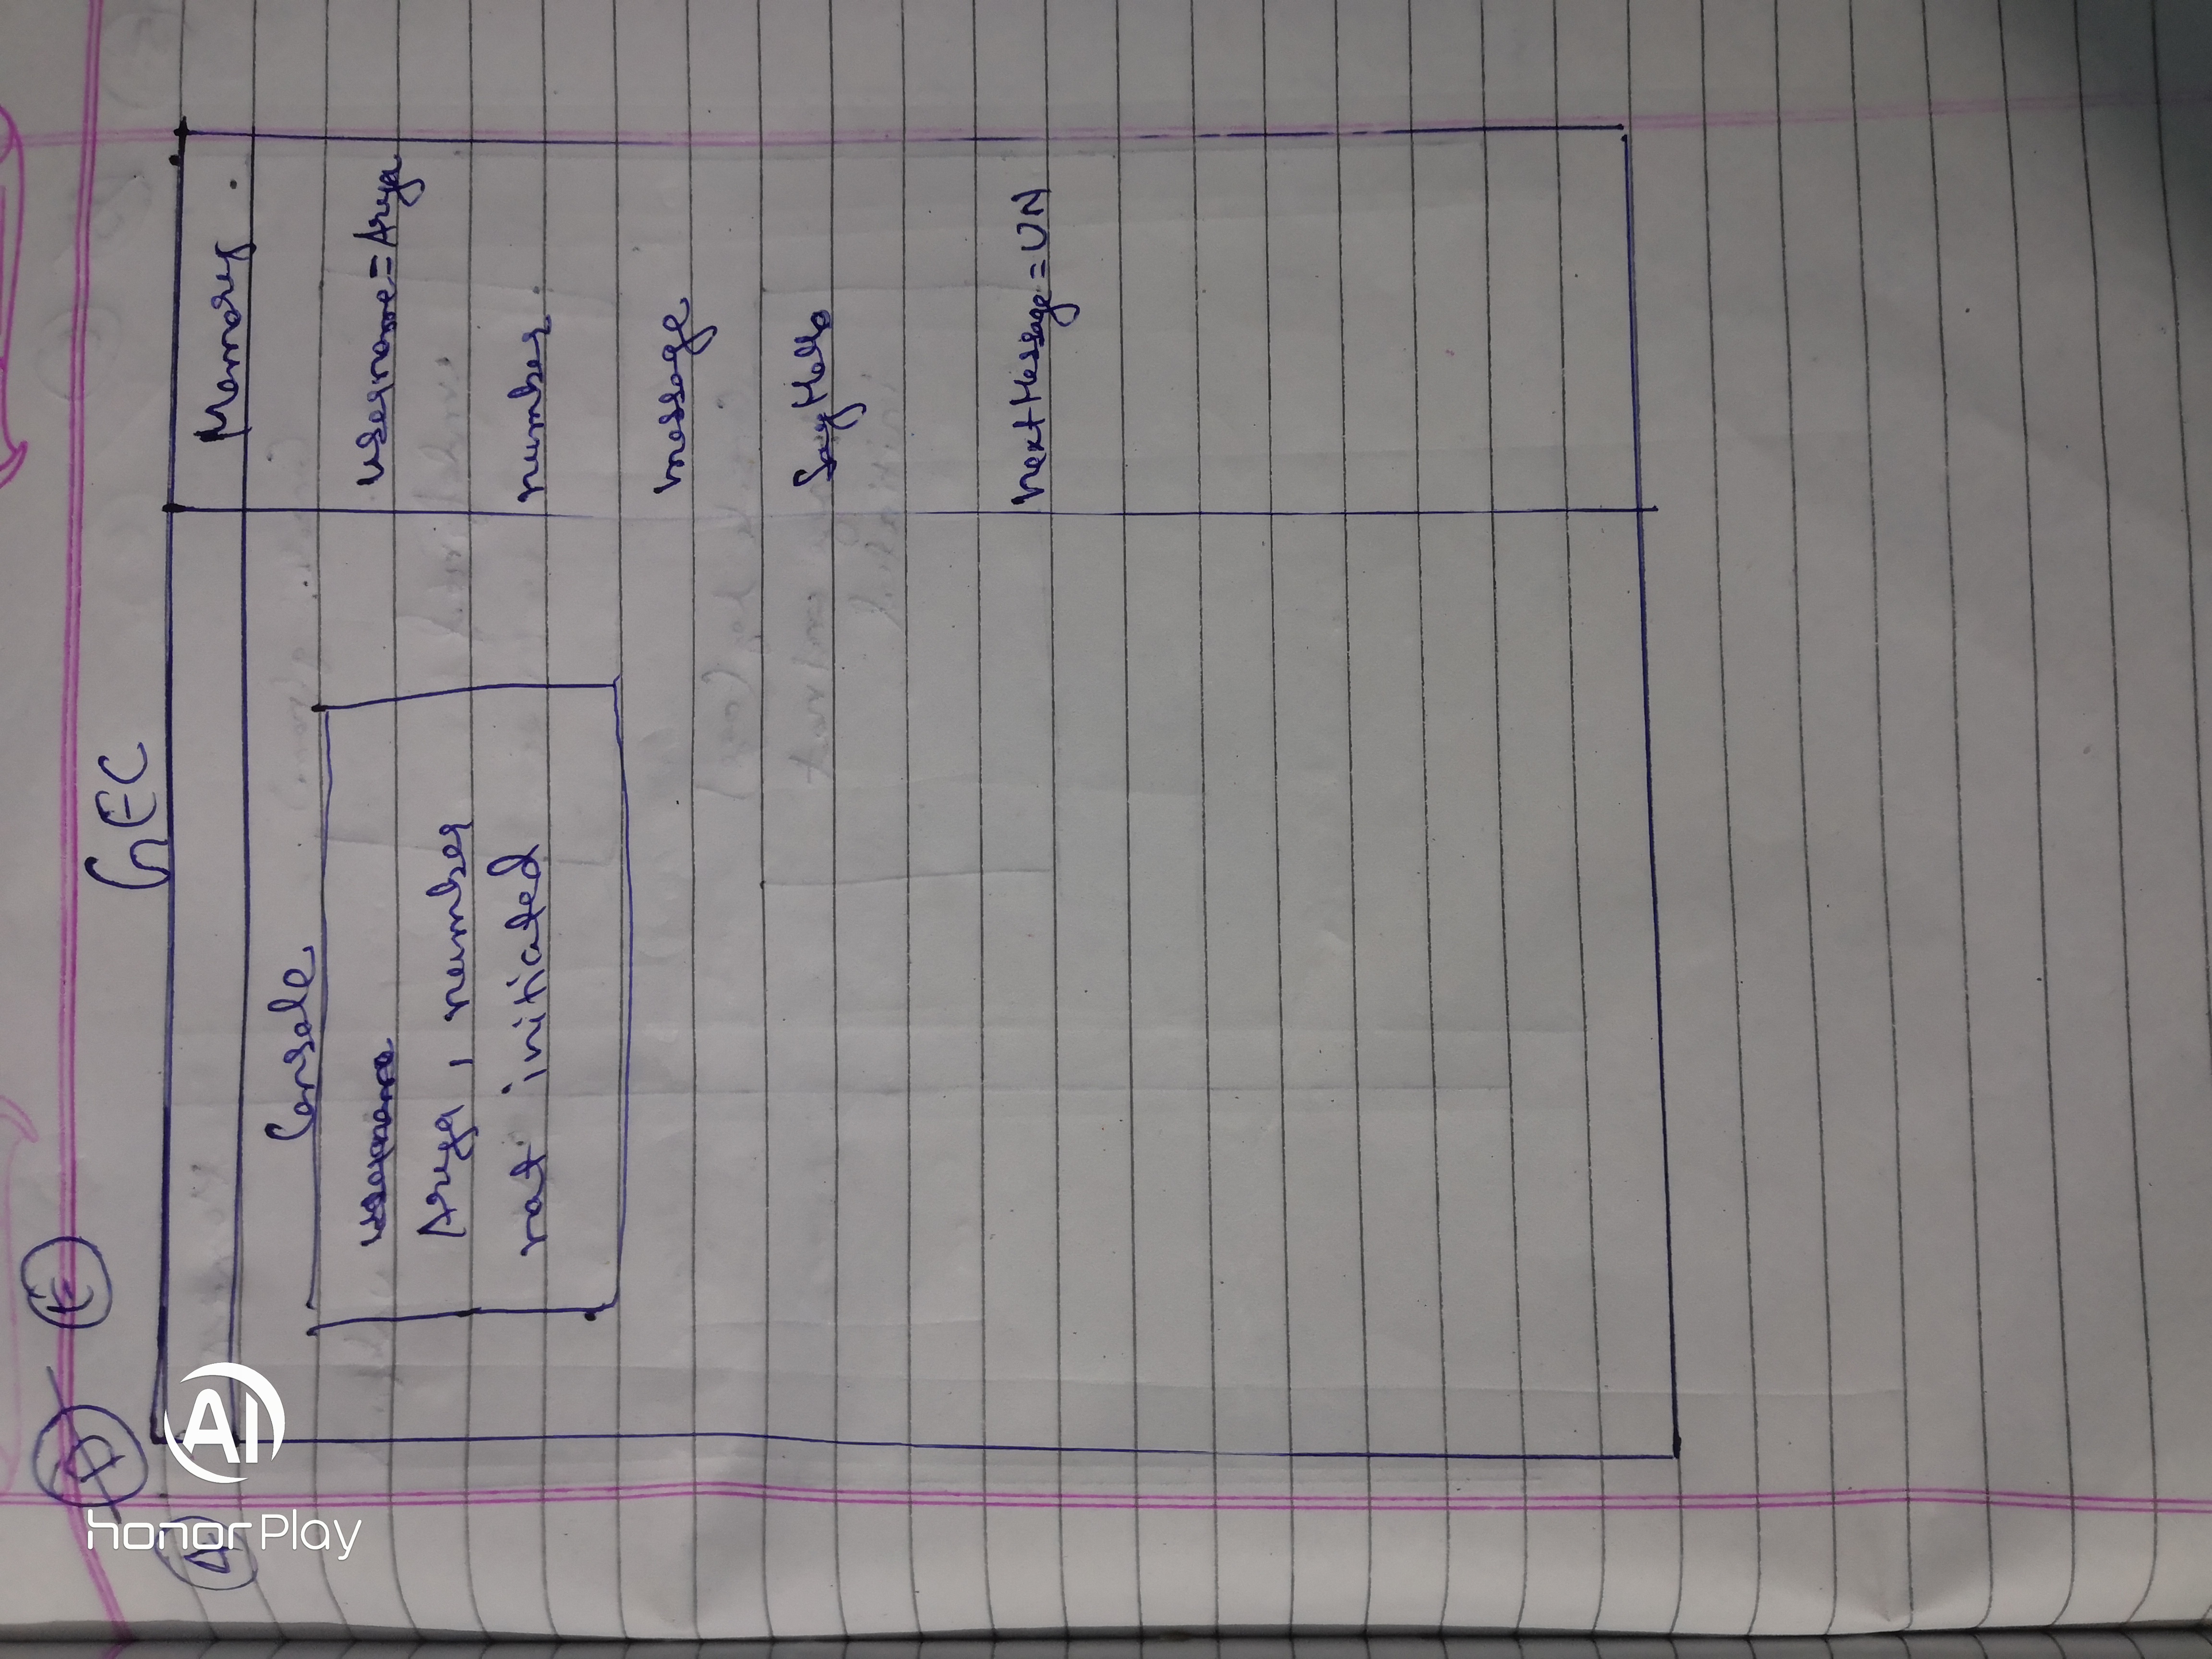 D E
GEC
Memory
Console
username
username = Arya
Arya, number
not initiated
number
message
SayHello
nextMessage = UN
honor Play
AI